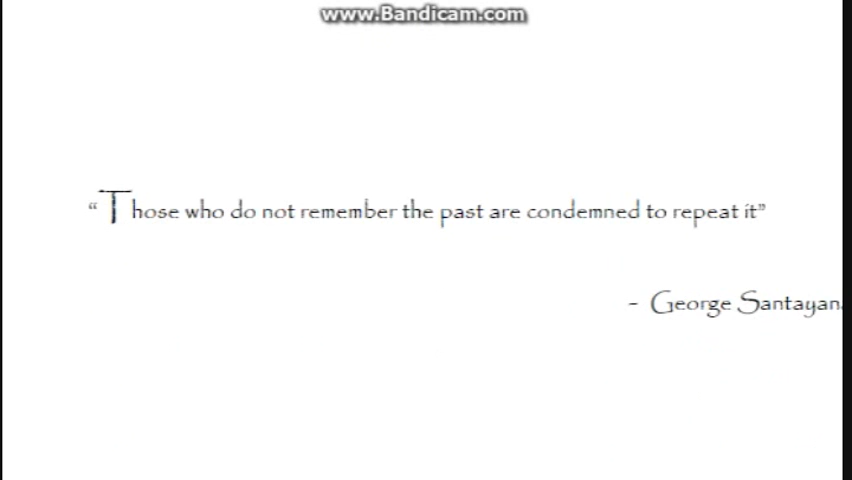 www.Bandicam.com
“Those who do not remember the past are condemned to repeat it”
- George Santayan